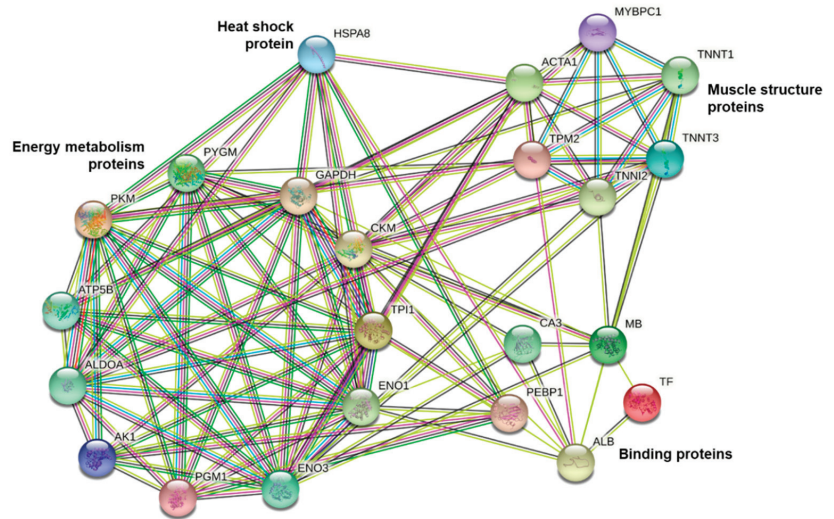 MYBPC1
Heat shock
protein
HSPA8
TNNT1
ACTA1
Muscle structure
proteins
TPM2
TNNT3
Energy metabolism
proteins
PYGM
GAPDH
TNNI2
PKM
CKM
ATP5B
TPI1
CA3
MB
ALDOA
ENO1
PEBP1
TF
AK1
ALB
Binding proteins
PGM1
ENO3